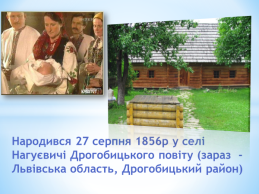 Народився 27 серпня 1856р у селі
Нагуєвичі Дрогобицького повіту (зараз -
Львівська область, Дрогобицький район)